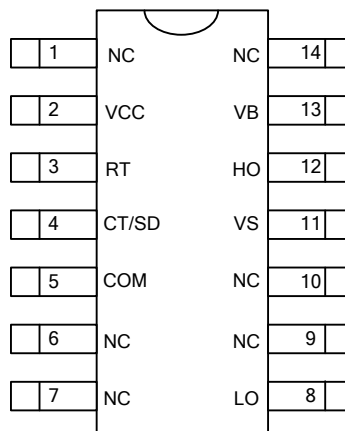 1 NC NC 14
2 VCC VB 13
3 RT HO 12
4 CT/SD VS 11
5 COM NC 10
6 NC NC 9
7 NC LO 8